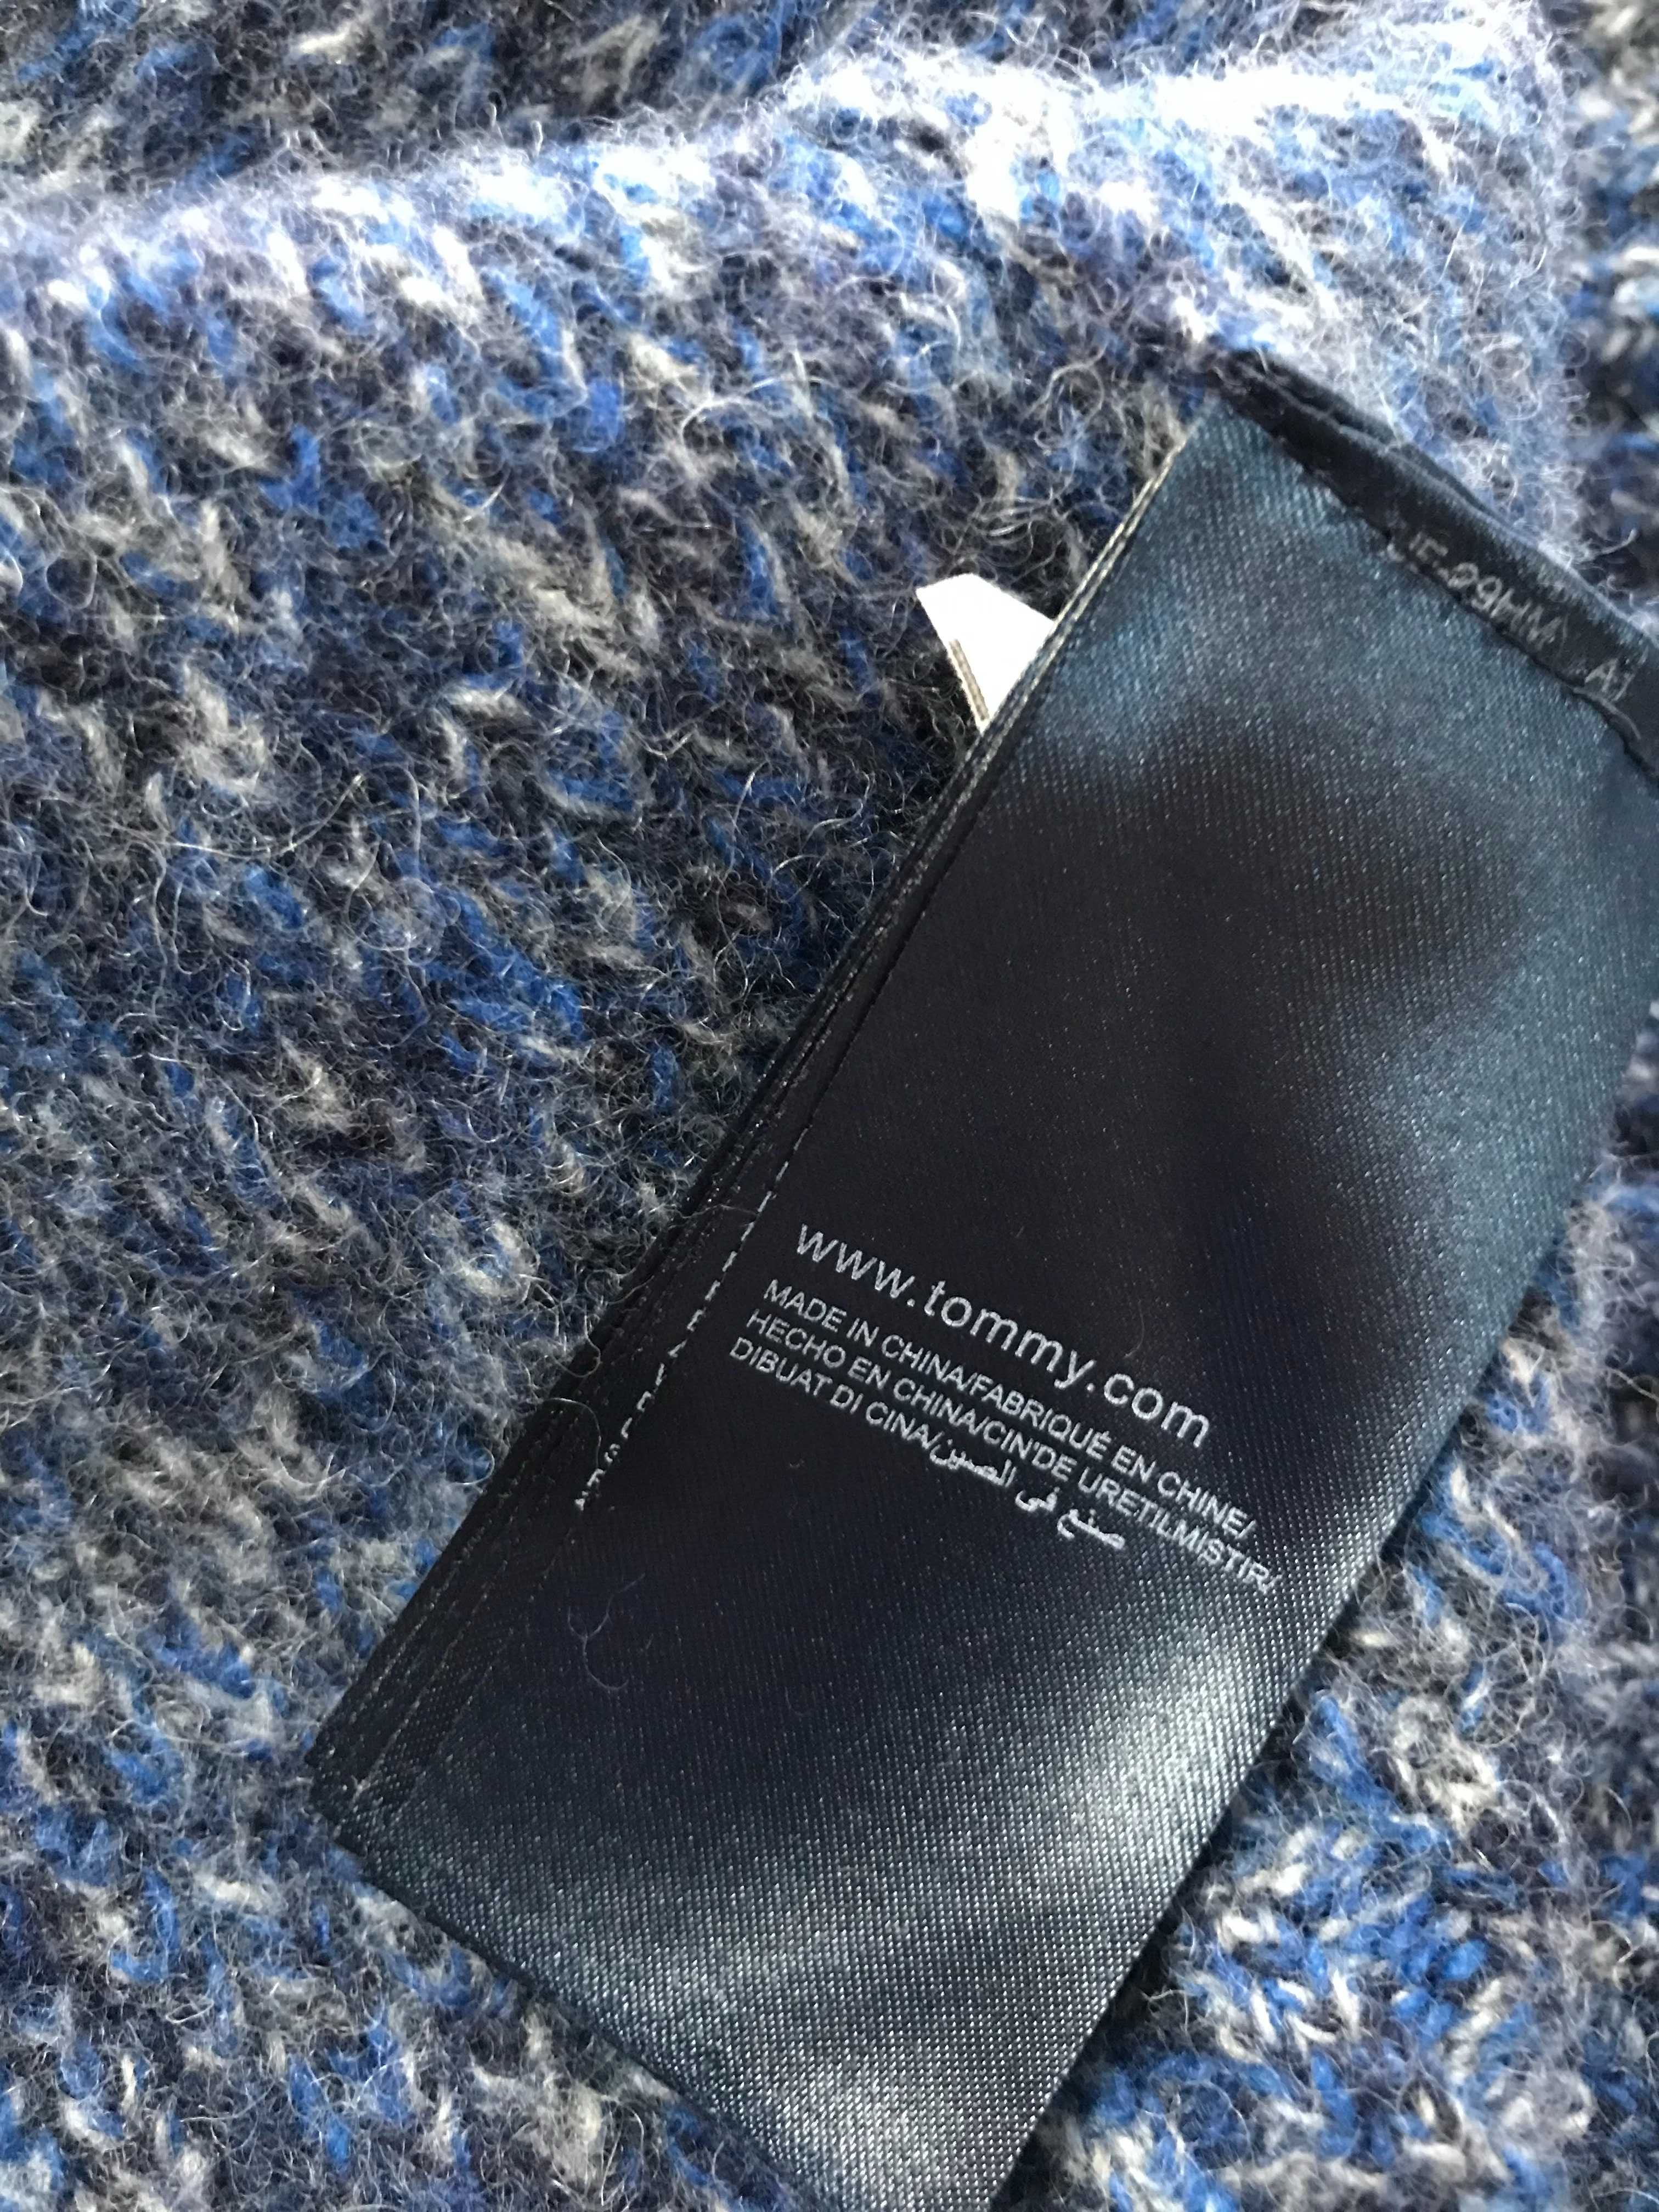 www.tommy.com
MADE IN CHINA/FABRIQUÉ EN CHINE/
HECHO EN CHINA/CIN'DE URETILMISTIR/
DIBUAT DI CINA/صنع في الصين